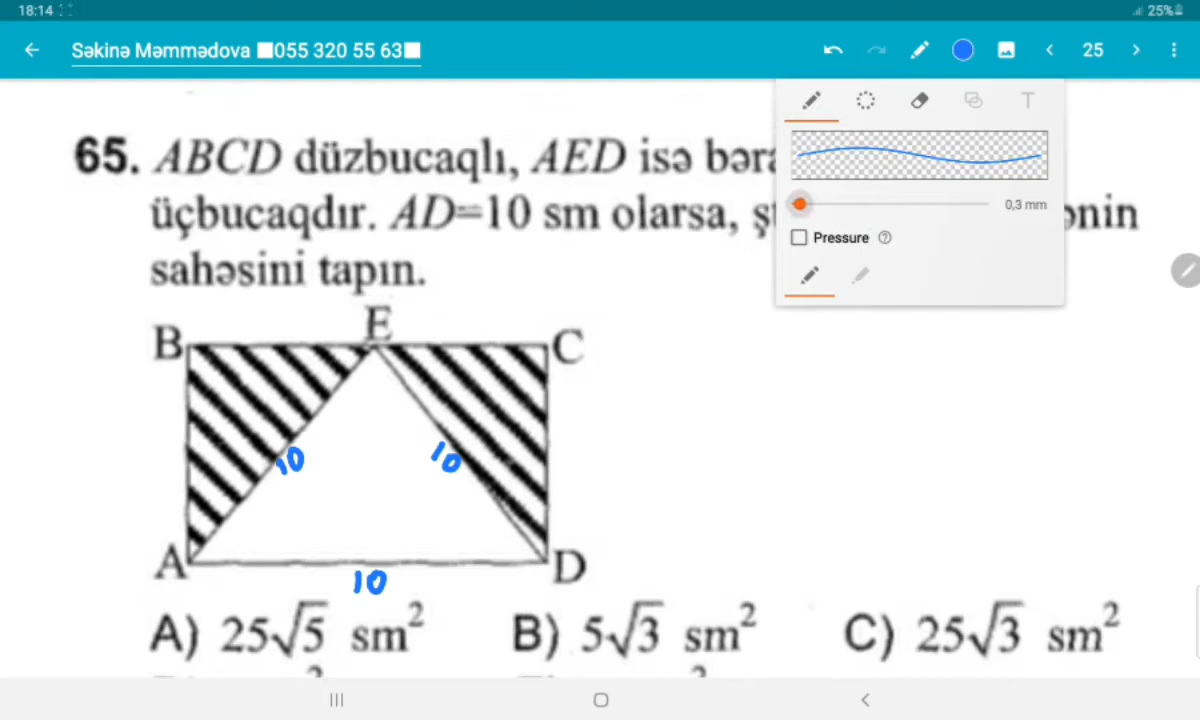 18:14
25%
Səkinə Məmmədova 055 320 55 63
25
T
0,3 mm
Pressure
65. ABCD düzbucaqlı, AED isə
üçbucaqdır. AD=10 sm olarsa,
sahəsini tapın.
B E C
10 10
A D
10
A) 25√5 sm² B) 5√3 sm² C) 25√3 sm²